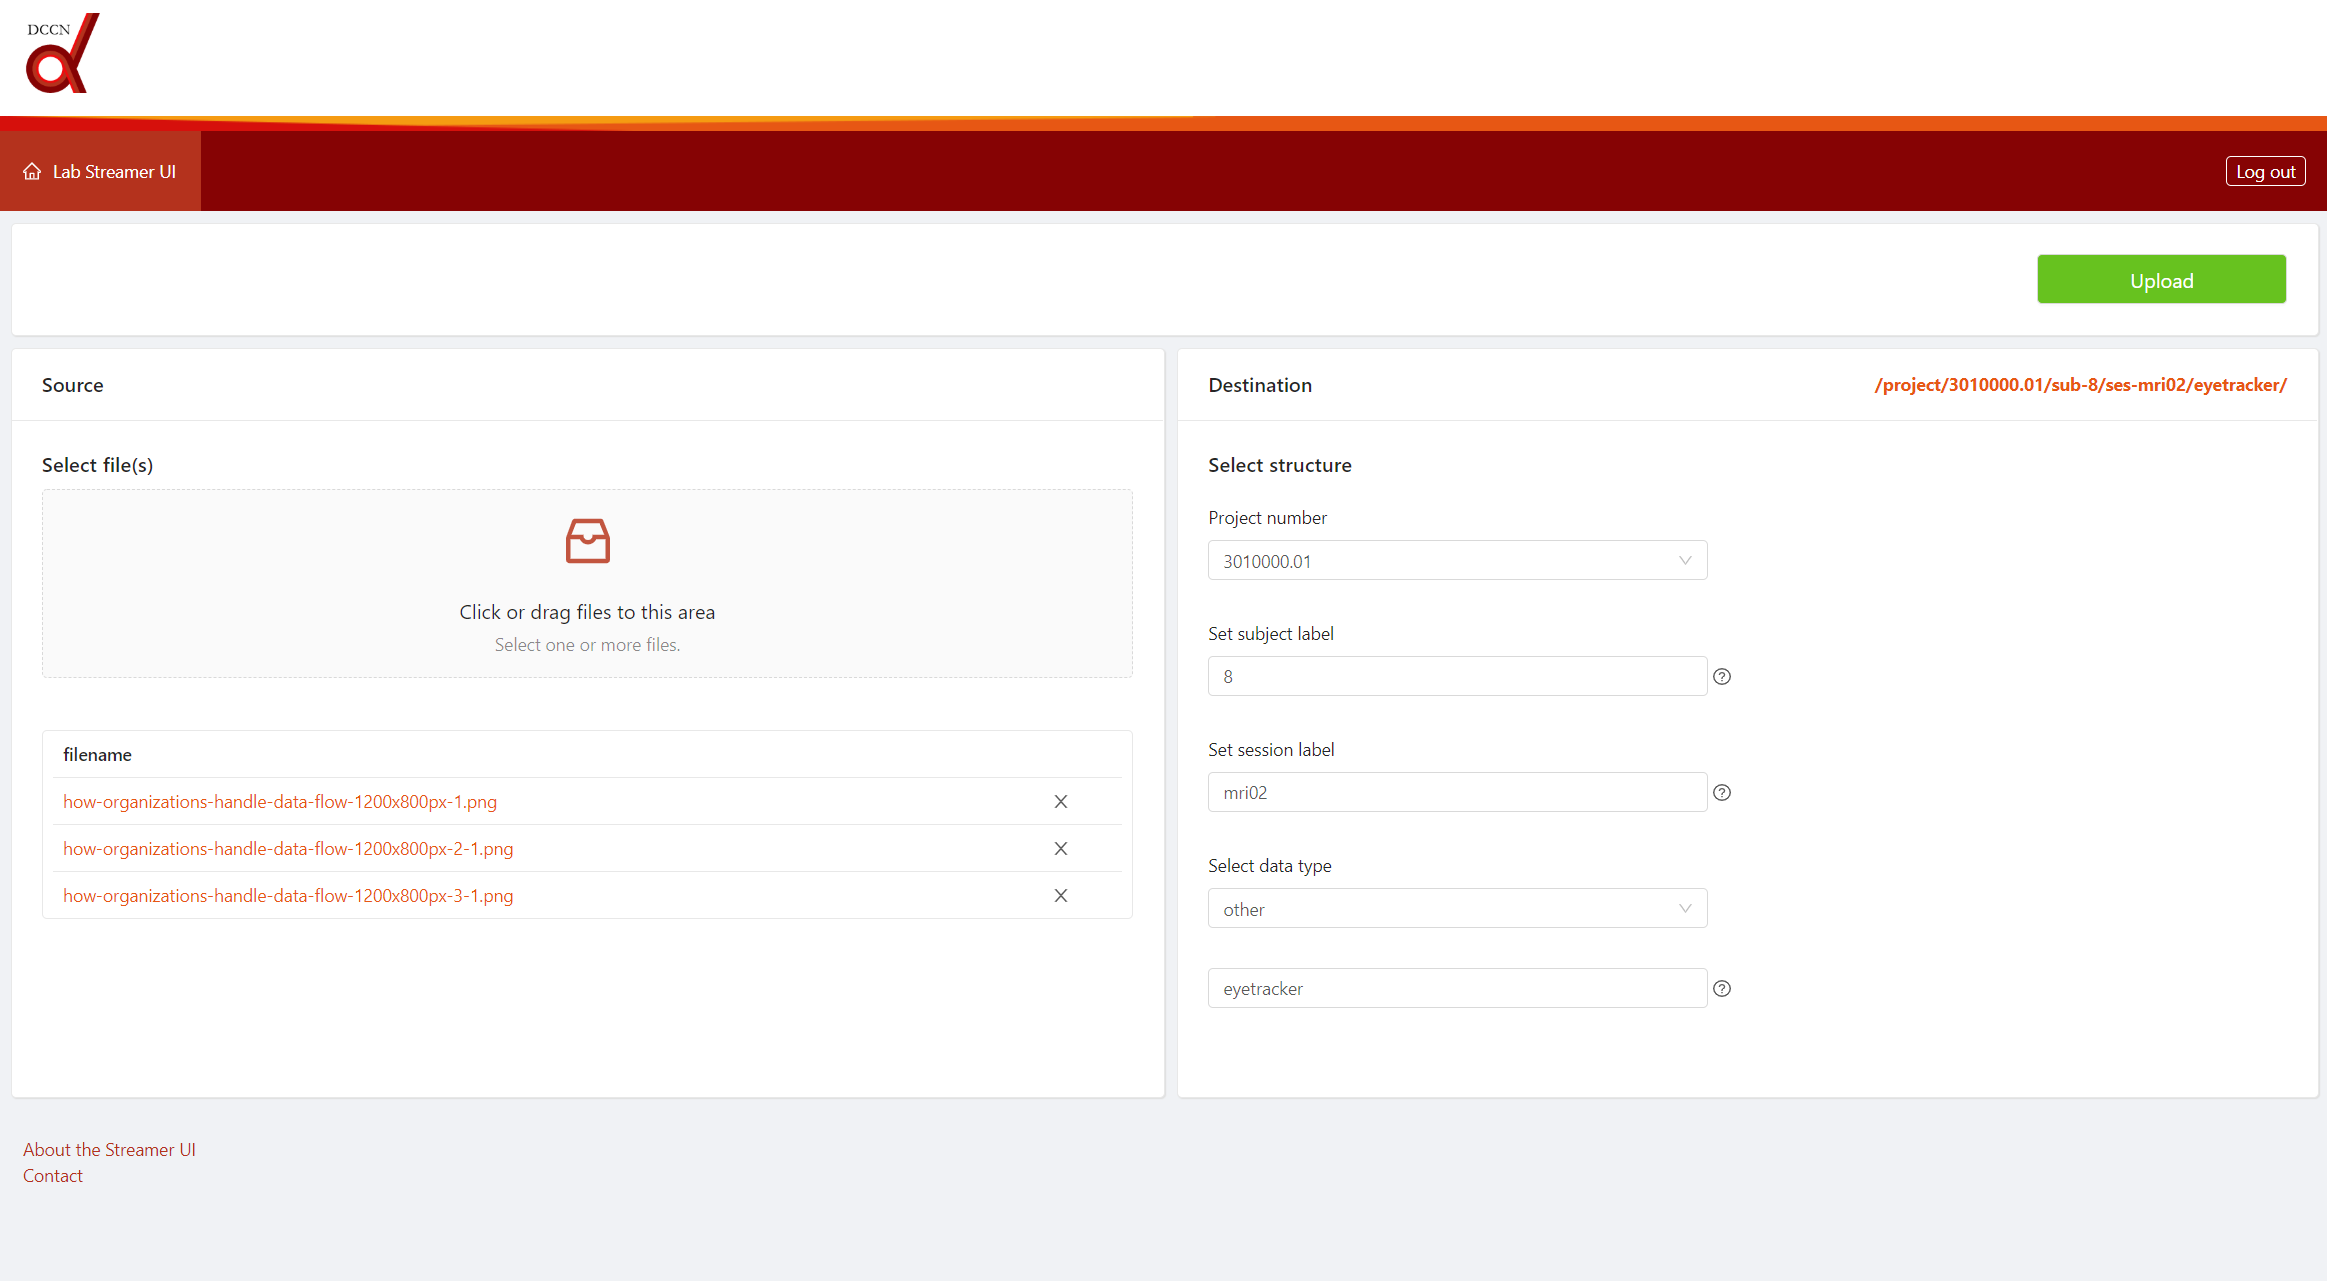 DCCN
Lab Streamer UI
Log out
Upload
Source
Destination
/project/3010000.01/sub-8/ses-mri02/eyetracker/
Select file(s)
Click or drag files to this area
Select one or more files.
filename
how-organizations-handle-data-flow-1200x800px-1.png
how-organizations-handle-data-flow-1200x800px-2-1.png
how-organizations-handle-data-flow-1200x800px-3-1.png
Select structure
Project number
3010000.01
Set subject label
8
Set session label
mri02
Select data type
other
eyetracker
About the Streamer UI
Contact